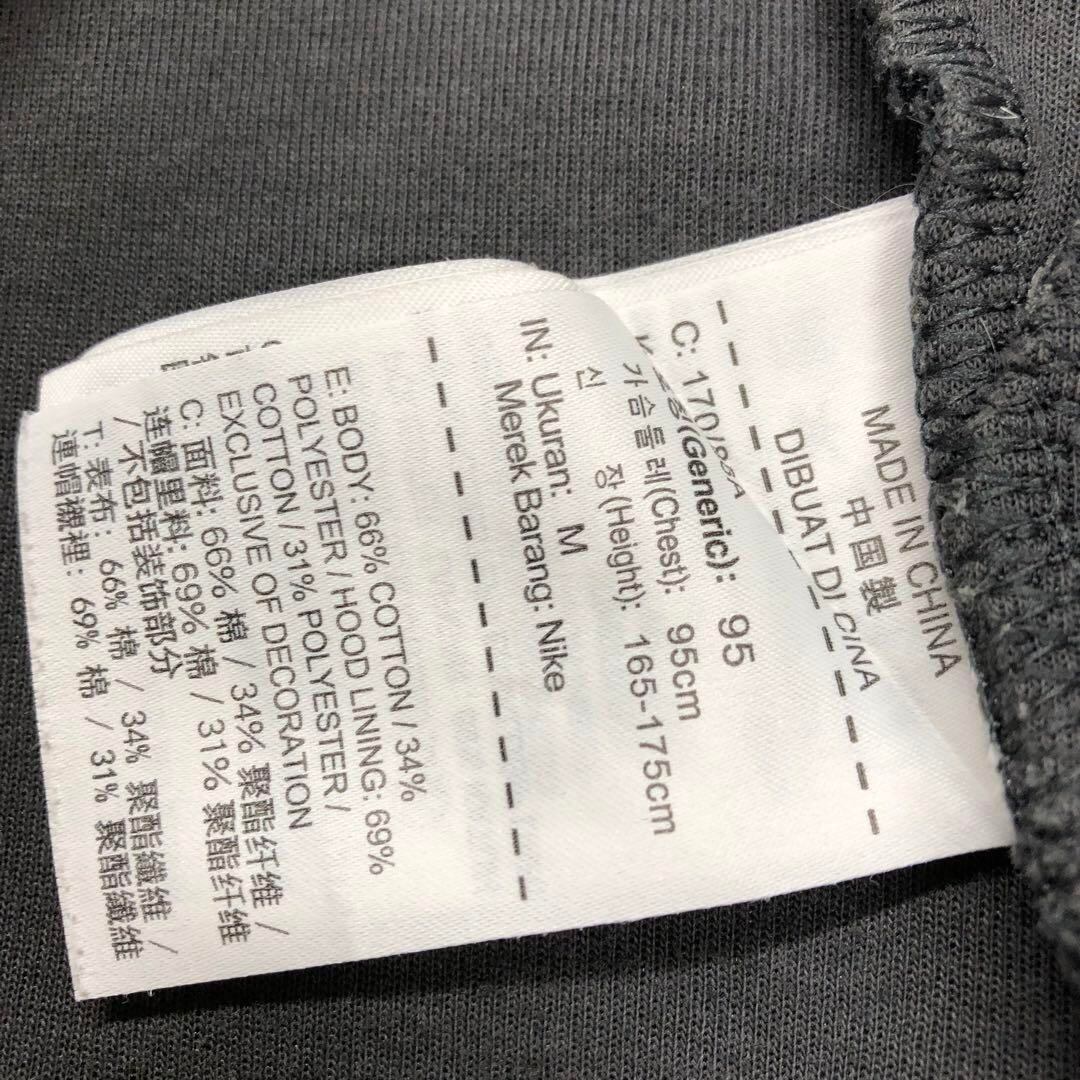 MADE IN CHINA
中国製
DIBUAT DI CINA
C: 170
(Generic): 95
가슴둘레(Chest): 95cm
신 장(Height): 165-175cm
IN: Ukuran: M
Merek Barang: Nike
E: BODY: 66% COTTON / 34%
POLYESTER / HOOD LINING: 69%
COTTON / 31% POLYESTER /
EXCLUSIVE OF DECORATION
C: 面料: 66% 棉 / 34% 聚酯纤维 /
连帽里料: 69% 棉 / 31% 聚酯纤维
/ 不包括装饰部分
T: 表布: 66% 棉 / 34% 聚酯纖維 /
連帽襯裡: 69% 棉 / 31% 聚酯纖維